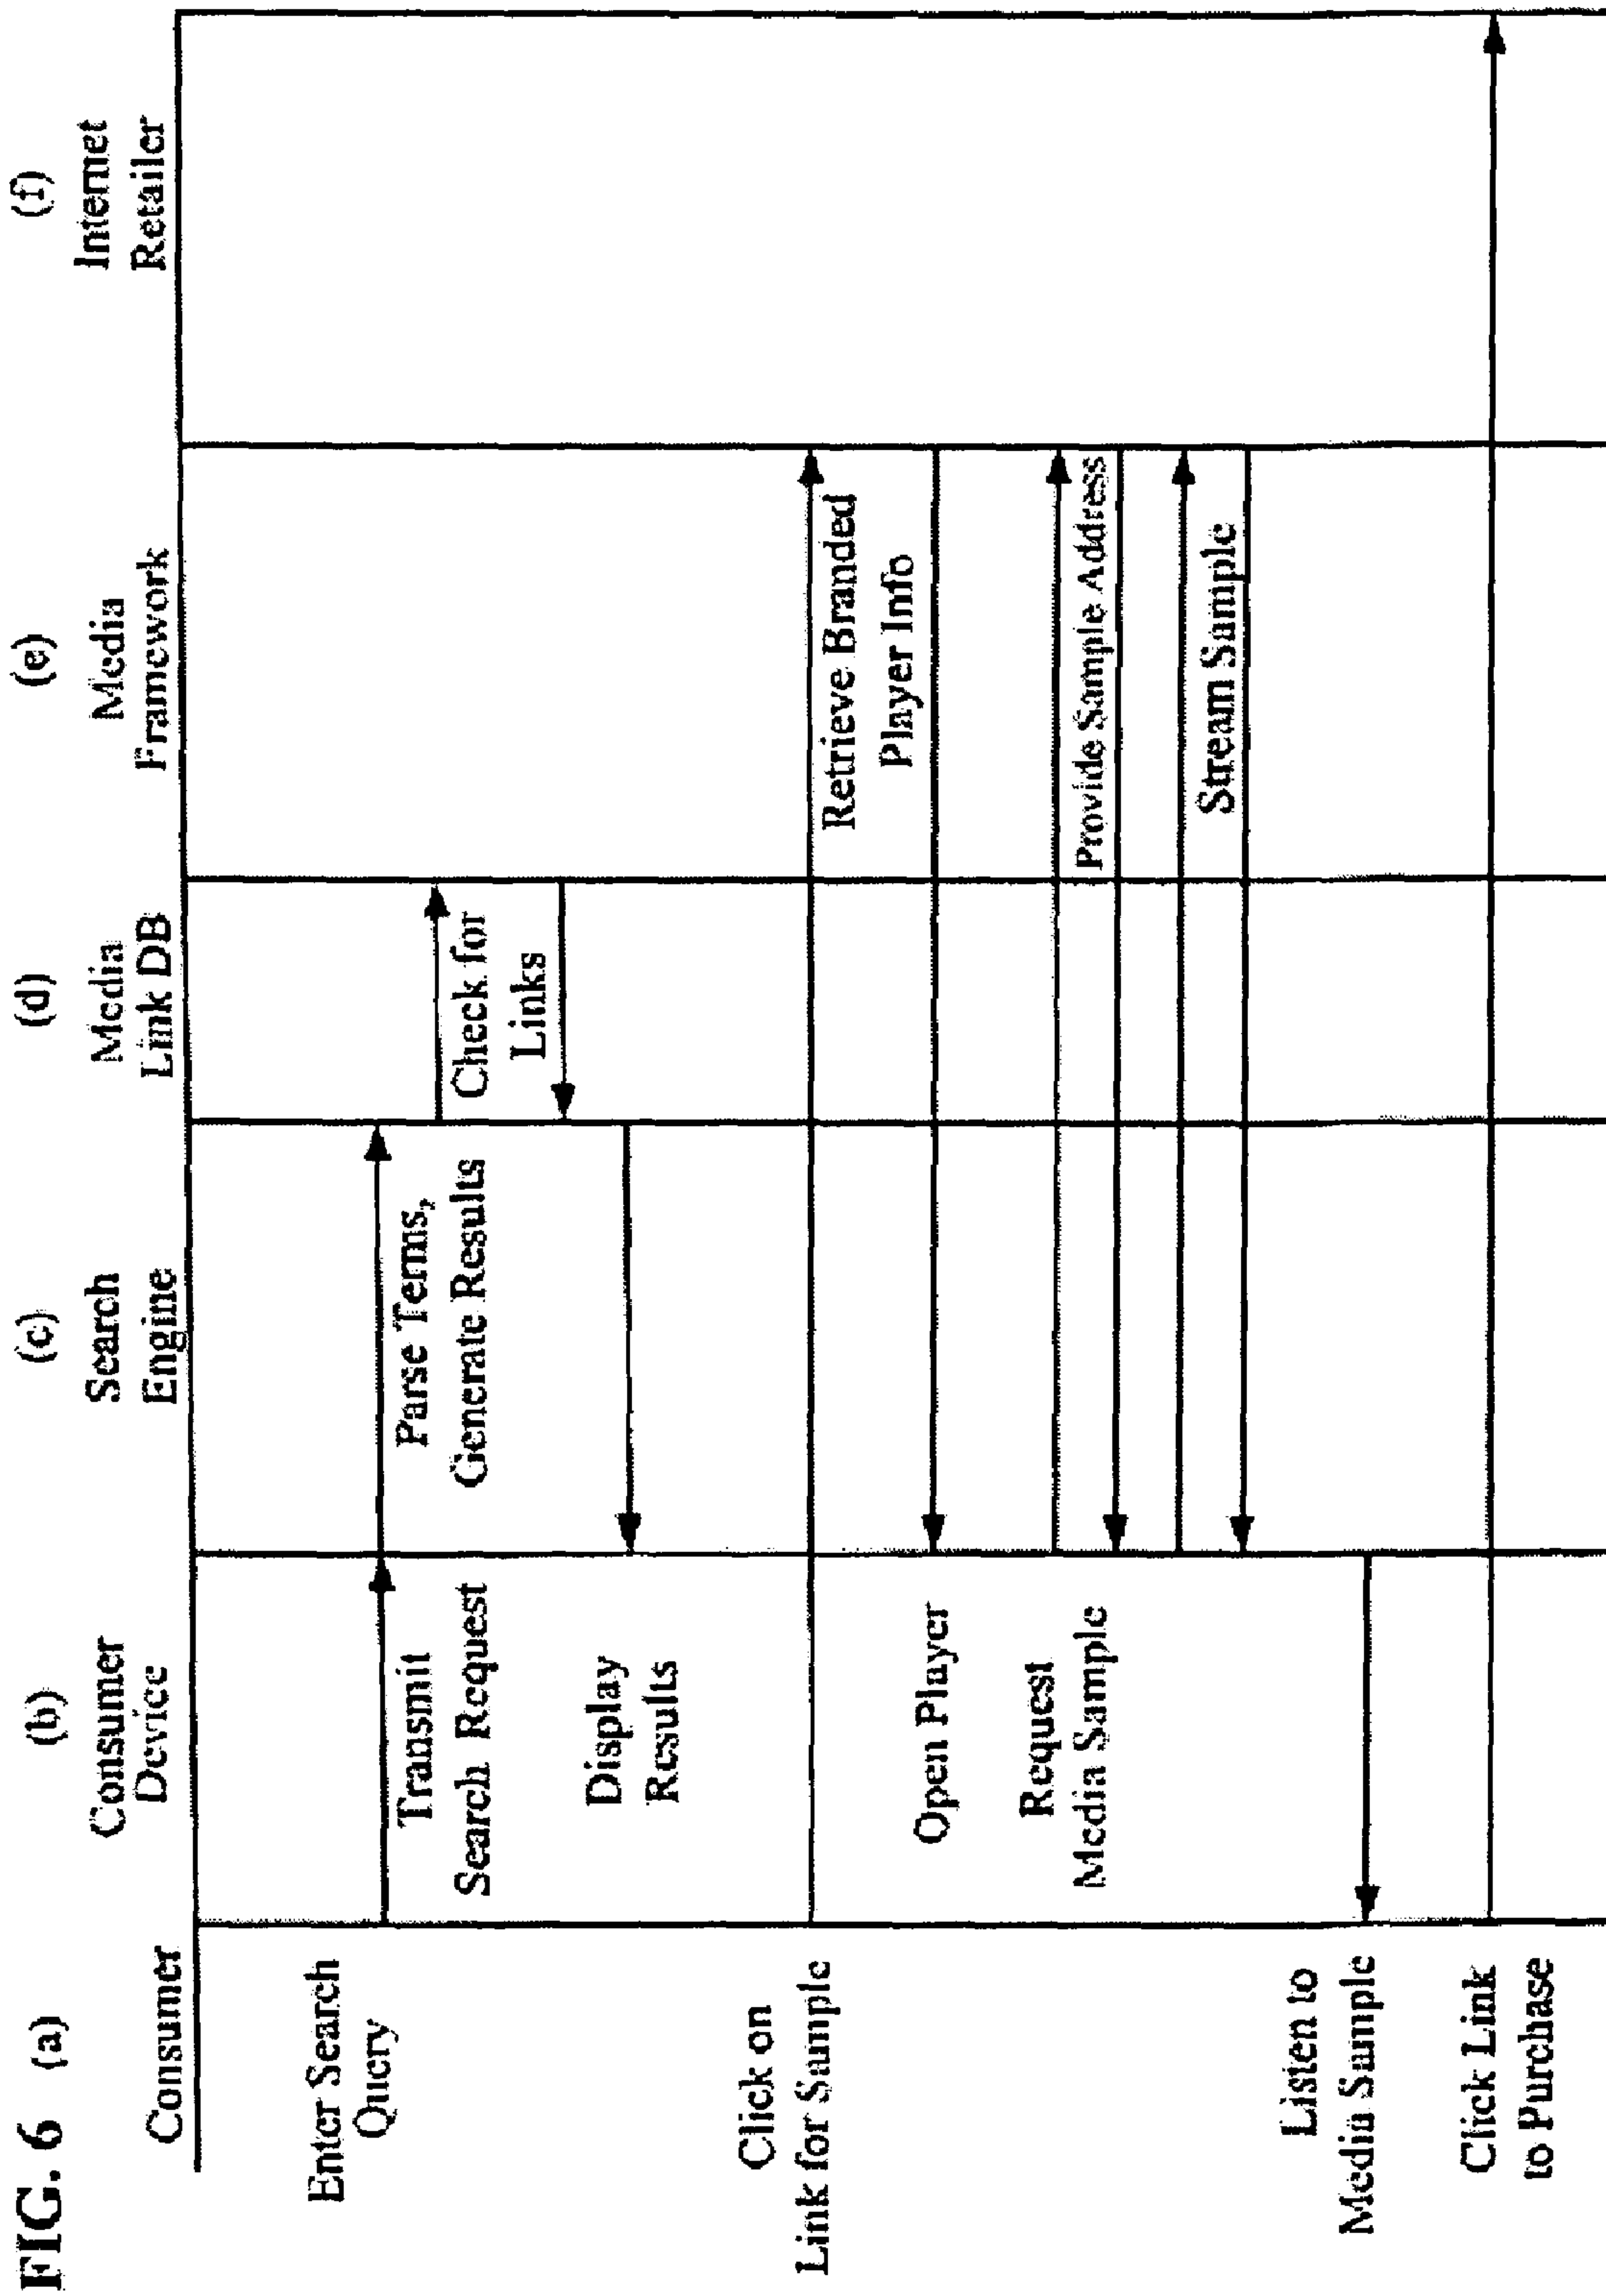 FIG. 6
(a)
Consumer
(b)
Consumer
Device
(c)
Search
Engine
(d)
Media
Link DB
(e)
Media
Framework
(f)
Internet
Retailer
Enter Search
Query
Transmit
Search Request
Parse Terms,
Generate Results
Check for
Links
Display
Results
Click on
Link for Sample
Retrieve Branded
Player Info
Open Player
Request
Media Sample
Provide Sample Address
Stream Sample
Listen to
Media Sample
Click Link
to Purchase